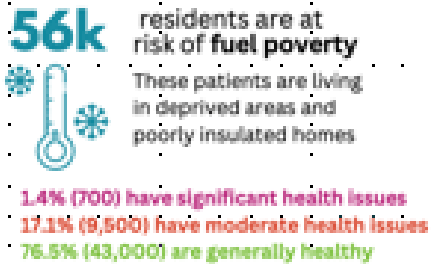 56k residents are at
risk of fuel poverty
These patients are living
in deprived areas and
poorly insulated homes
1.4% (700) have significant health issues
17.1% (9,500) have moderate health issues
76.5% (43,000) are generally healthy